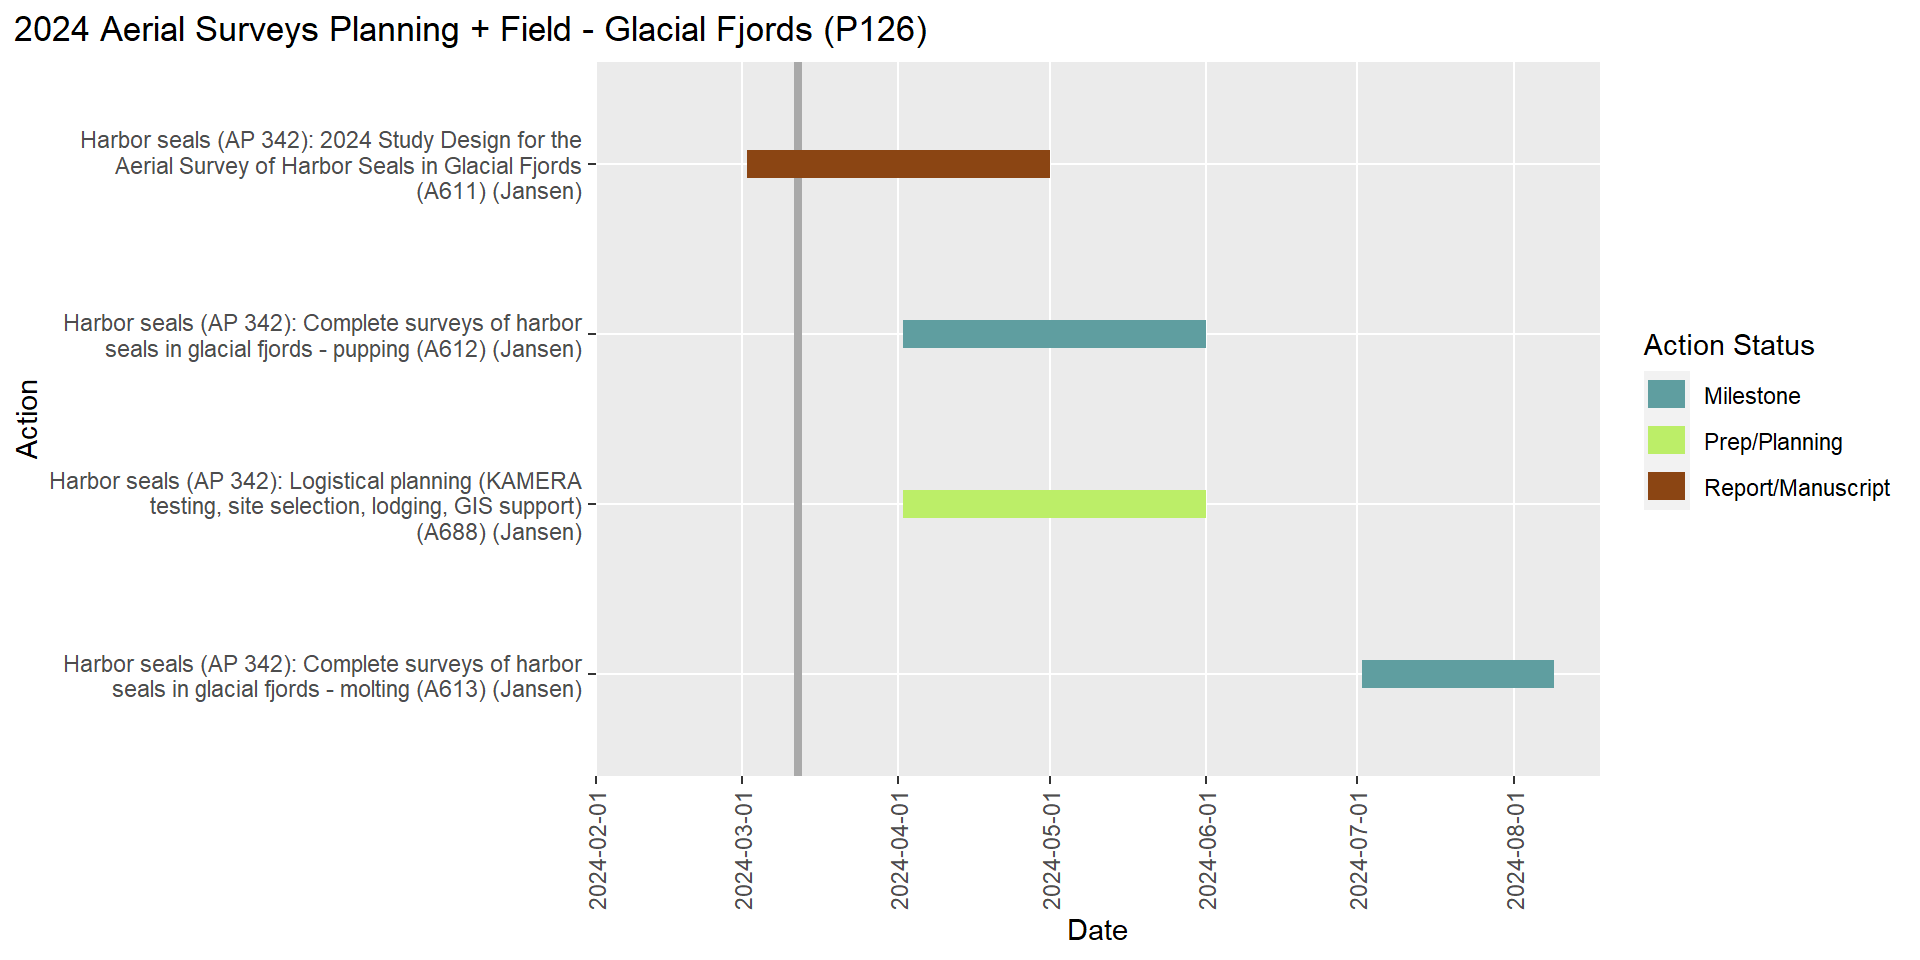 2024 Aerial Surveys Planning + Field - Glacial Fjords (P126)
Action
Harbor seals (AP 342): 2024 Study Design for the
Aerial Survey of Harbor Seals in Glacial Fjords
(A611) (Jansen)
Harbor seals (AP 342): Complete surveys of harbor
seals in glacial fjords - pupping (A612) (Jansen)
Harbor seals (AP 342): Logistical planning (KAMERA
testing, site selection, lodging, GIS support)
(A688) (Jansen)
Harbor seals (AP 342): Complete surveys of harbor
seals in glacial fjords - molting (A613) (Jansen)
2024-02-01
2024-03-01
2024-04-01
2024-05-01
2024-06-01
2024-07-01
2024-08-01
Date
Action Status
Milestone
Prep/Planning
Report/Manuscript